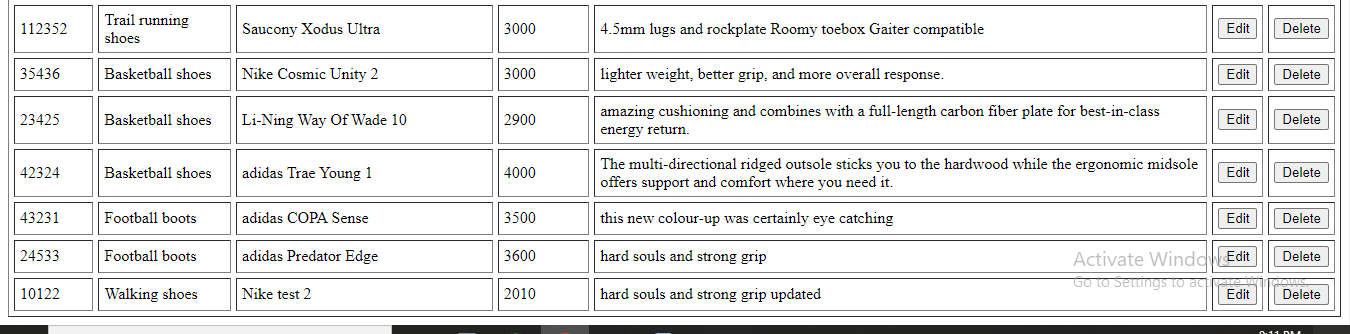 112352 Trail running shoes Saucony Xodus Ultra 3000 4.5mm lugs and rockplate Roomy toebox Gaiter compatible Edit Delete
35436 Basketball shoes Nike Cosmic Unity 2 3000 lighter weight, better grip, and more overall response. Edit Delete
23425 Basketball shoes Li-Ning Way Of Wade 10 2900 amazing cushioning and combines with a full-length carbon fiber plate for best-in-class
energy return. Edit Delete
42324 Basketball shoes adidas Trae Young 1 4000 The multi-directional ridged outsole sticks you to the hardwood while the ergonomic midsole
offers support and comfort where you need it. Edit Delete
43231 Football boots adidas COPA Sense 3500 this new colour-up was certainly eye catching Edit Delete
24533 Football boots adidas Predator Edge 3600 hard souls and strong grip Edit Delete
10122 Walking shoes Nike test 2 2010 hard souls and strong grip updated Edit Delete
Activate Windows
Go to Settings to activate Windows.